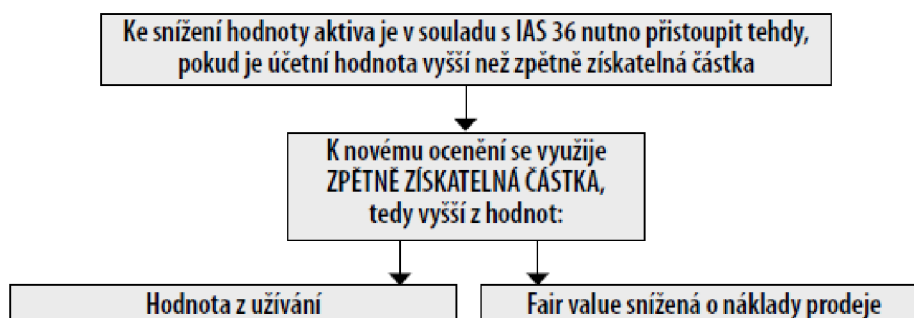 Ke snížení hodnoty aktiva je v souladu s IAS 36 nutno přistoupit tehdy,
pokud je účetní hodnota vyšší než zpětně získatelná částka
K novému ocenění se využije
ZPĚTNĚ ZÍSKATELNÁ ČÁSTKA,
tedy vyšší z hodnot:
Hodnota z užívání
Fair value snížená o náklady prodeje